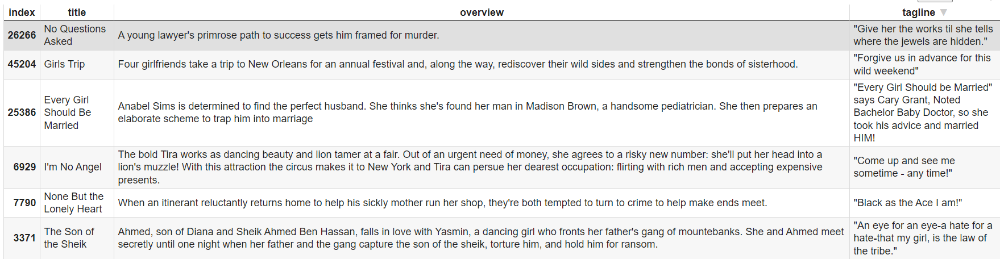 index title overview tagline ▼
26266 No Questions Asked A young lawyer's primrose path to success gets him framed for murder. "Give her the works til she tells where the jewels are hidden."
45204 Girls Trip Four girlfriends take a trip to New Orleans for an annual festival and, along the way, rediscover their wild sides and strengthen the bonds of sisterhood. "Forgive us in advance for this wild weekend"
25386 Every Girl Should Be Married Anabel Sims is determined to find the perfect husband. She thinks she's found her man in Madison Brown, a handsome pediatrician. She then prepares an elaborate scheme to trap him into marriage "Every Girl Should be Married" says Cary Grant, Noted Bachelor Baby Doctor, so she took his advice and married HIM!
6929 I'm No Angel The bold Tira works as dancing beauty and lion tamer at a fair. Out of an urgent need of money, she agrees to a risky new number: she'll put her head into a lion's muzzle! With this attraction the circus makes it to New York and Tira can persue her dearest occupation: flirting with rich men and accepting expensive presents. "Come up and see me sometime - any time!"
7790 None But the Lonely Heart When an itinerant reluctantly returns home to help his sickly mother run her shop, they're both tempted to turn to crime to help make ends meet. "Black as the Ace I am!"
3371 The Son of the Sheik Ahmed, son of Diana and Sheik Ahmed Ben Hassan, falls in love with Yasmin, a dancing girl who fronts her father's gang of mountebanks. She and Ahmed meet secretly until one night when her father and the gang capture the son of the sheik, torture him, and hold him for ransom. "An eye for an eye-a hate for a hate-that my girl, is the law of the tribe."